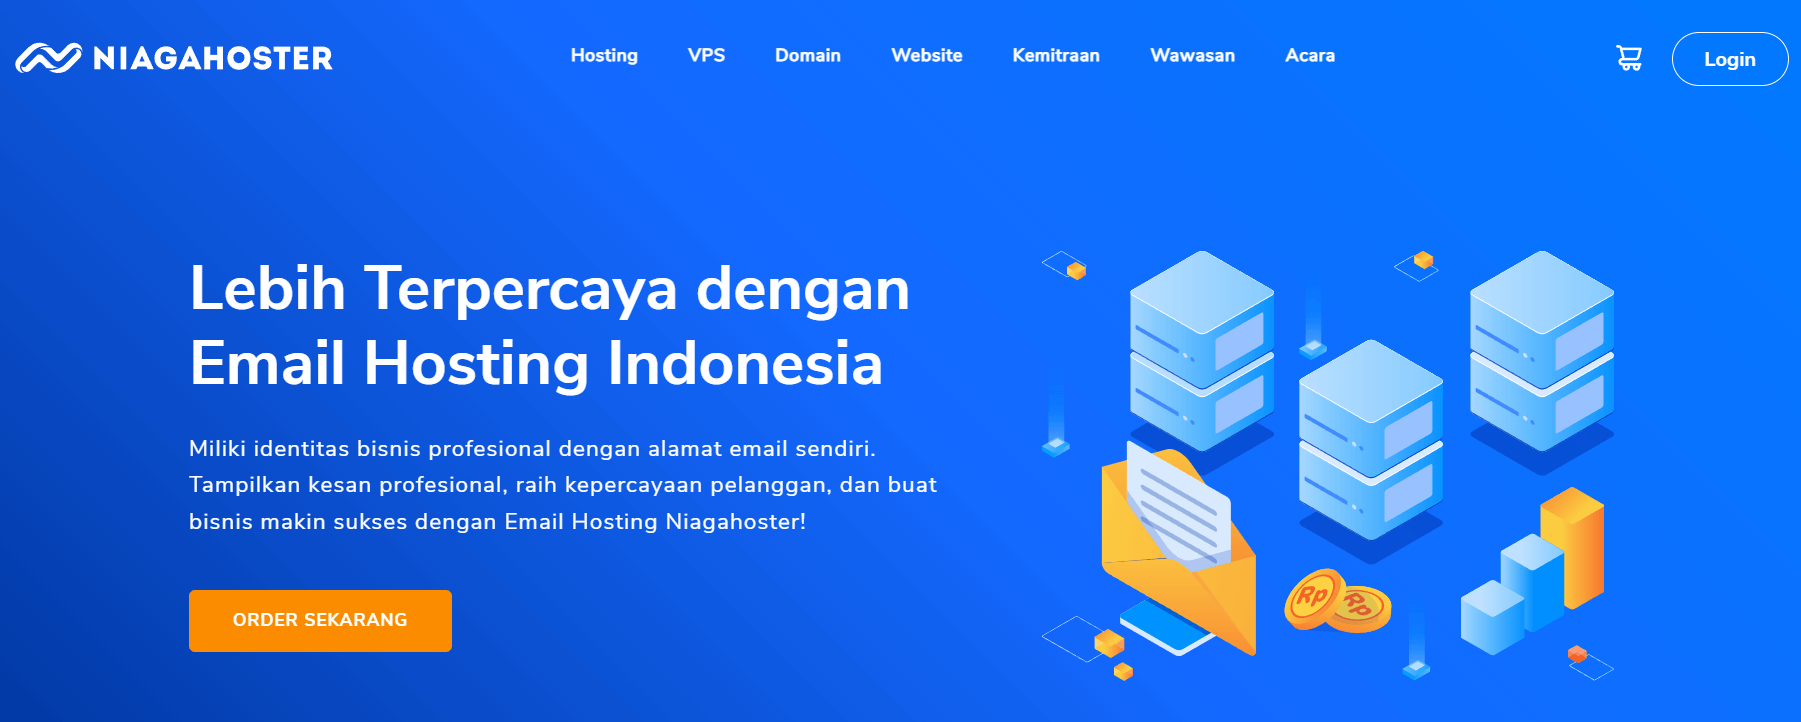 NIAGAHOSTER
Hosting
VPS
Domain
Website
Kemitraan
Wawasan
Acara
Login
Lebih Terpercaya dengan
Email Hosting Indonesia
Miliki identitas bisnis profesional dengan alamat email sendiri.
Tampilkan kesan profesional, raih kepercayaan pelanggan, dan buat
bisnis makin sukses dengan Email Hosting Niagahoster!
ORDER SEKARANG
Rp
Rp